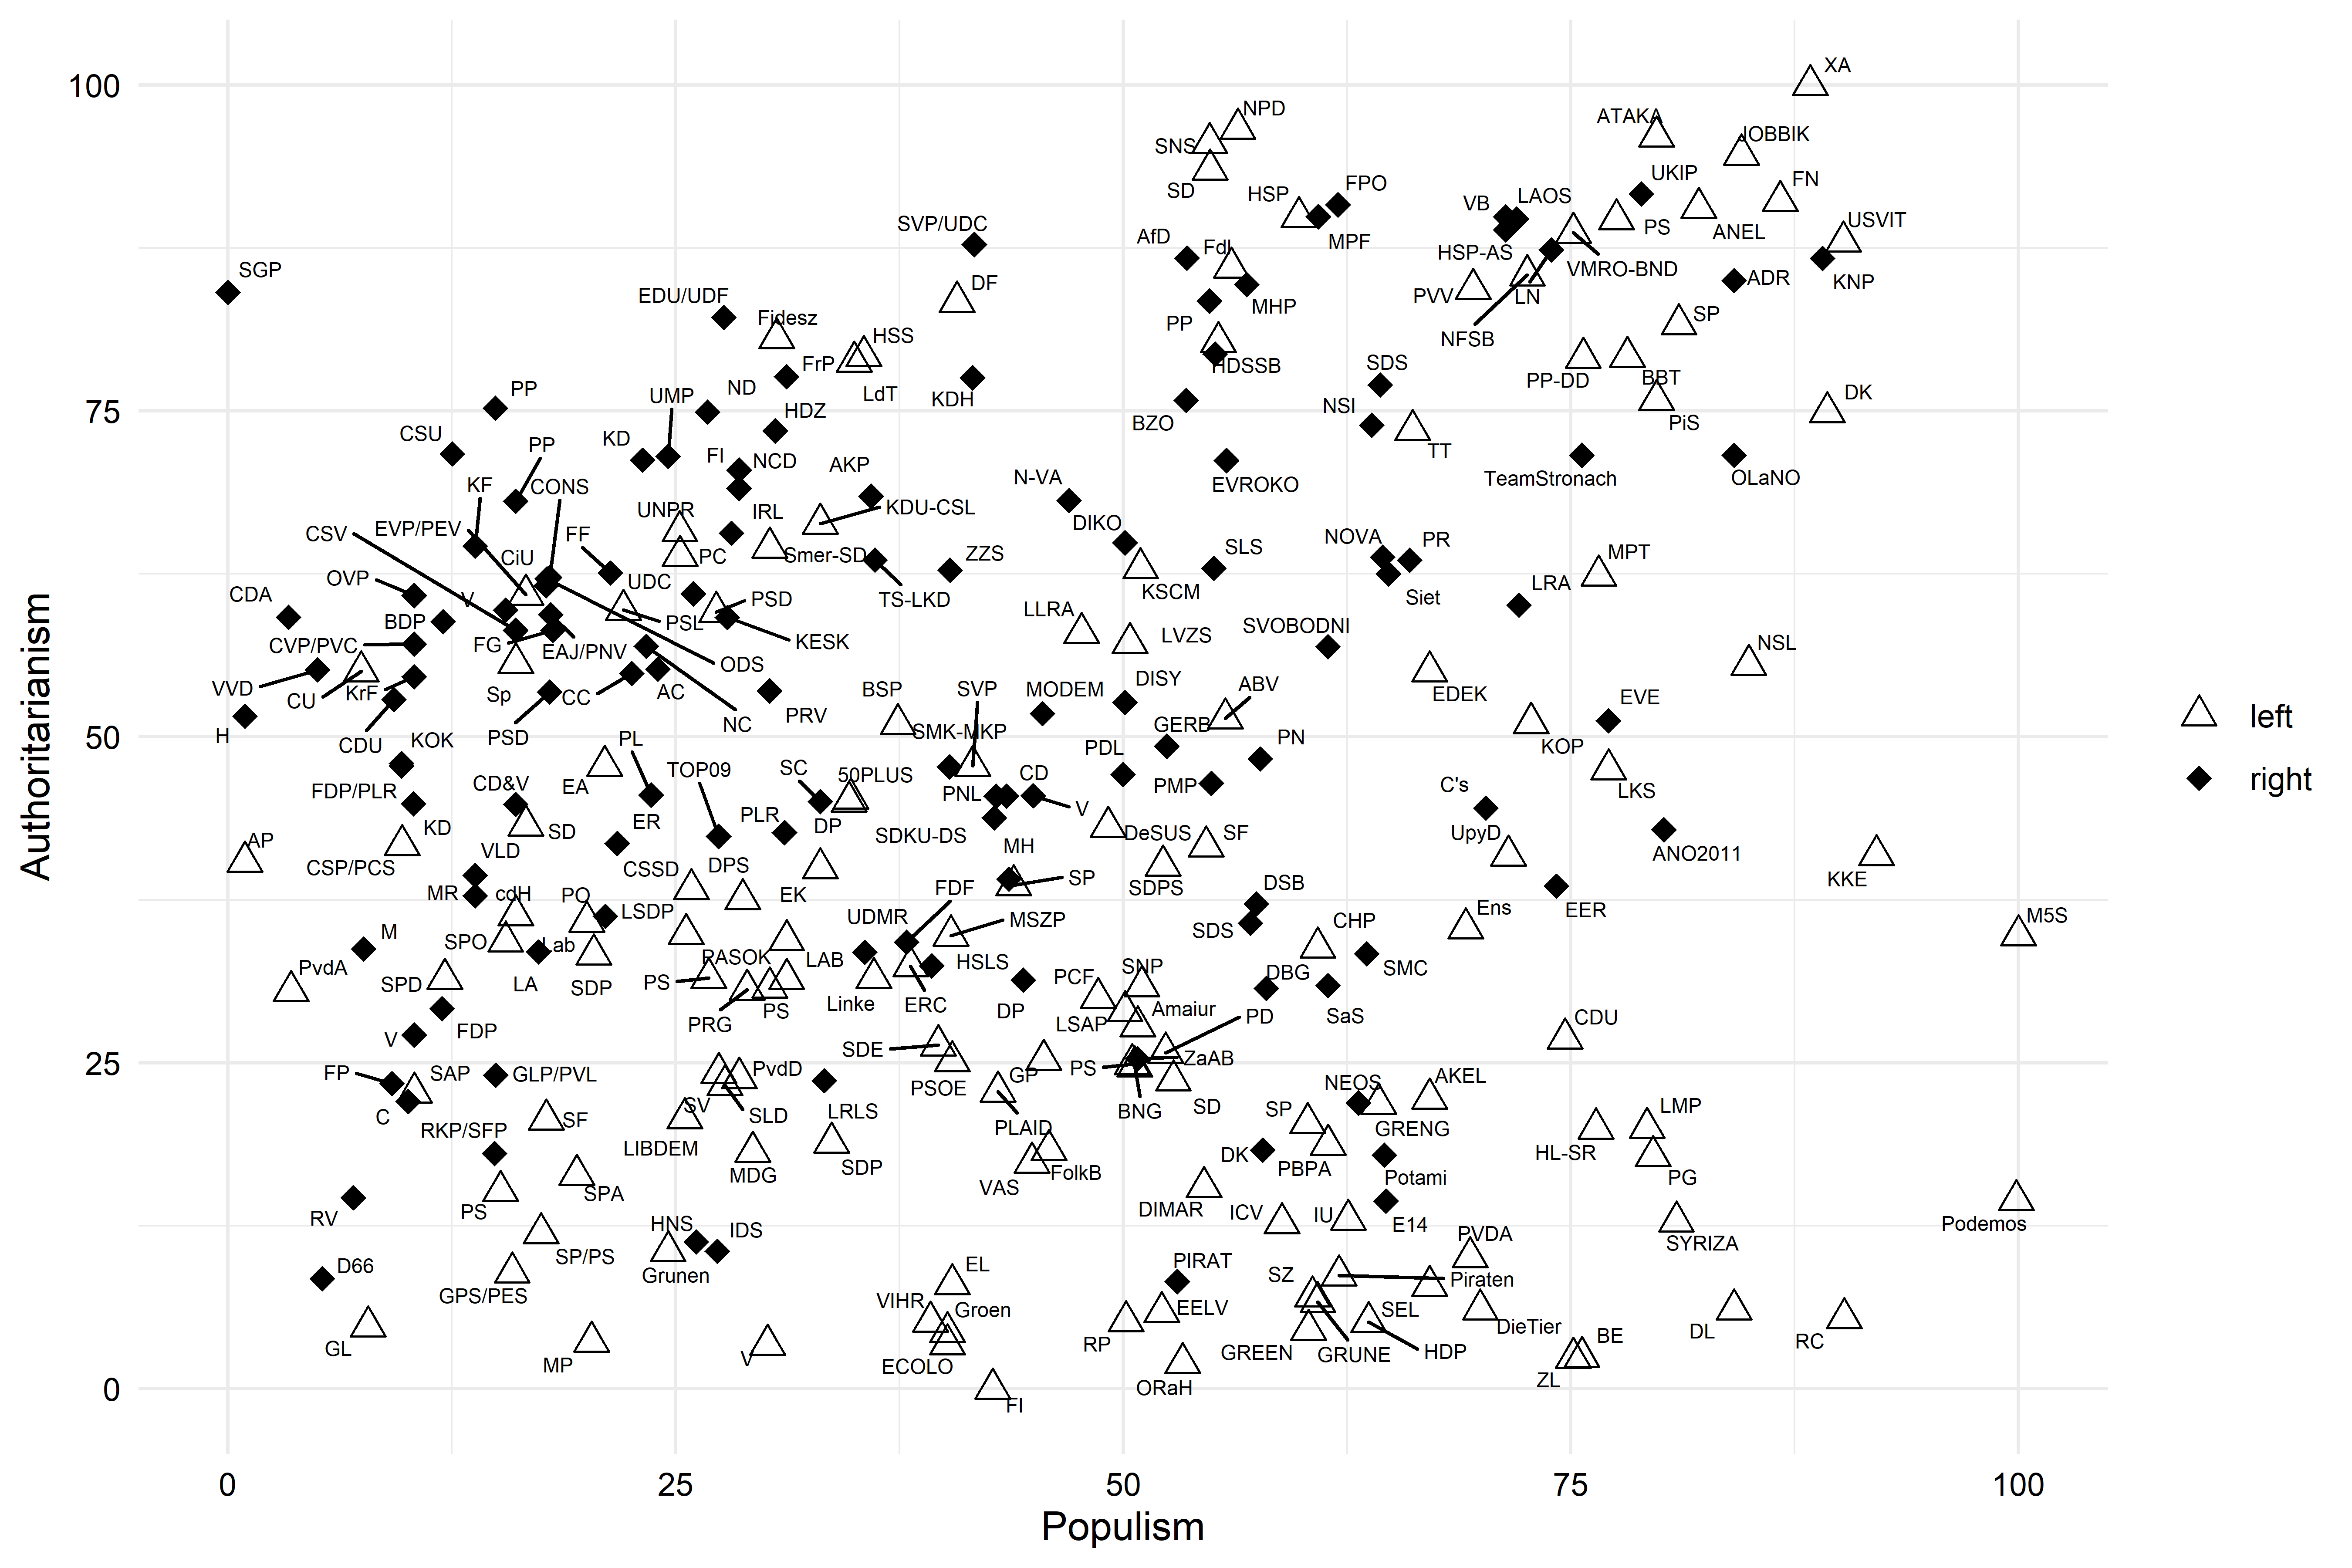 100
XA
NPD
ATAKA
JOBBIK
SNS
UKIP
FN
SD
HSP
FPO
VB
LAOS
SVP/UDC
USVIT
PS
ANEL
AfD
FdI
MPF
HSP-AS
SGP
VMRO-BND
KNP
ADR
DF
EDU/UDF
PVV
LN
MHP
SP
Fidesz
PP
HSS
NFSB
FrP
HDSSB
SDS
PP-DD
BBT
ND
LdT
KDH
PP
UMP
DK
75
HDZ
BZO
NSI
PiS
CSU
PP
KD
TT
FI
NCD
AKP
N-VA
EVROKO
TeamStronach
OLaNO
KF
CONS
UNPR
IRL
KDU-CSL
DIKO
EVP/PEV
CSV
FF
NOVA
PR
SLS
CiU
PC
Smer-SD
ZZS
MPT
OVP
UDC
KSCM
LRA
CDA
V
PSD
TS-LKD
Siet
BDP
PSL
LLRA
SVOBODNI
LVZS
CVP/PVC
FG
EAJ/PNV
KESK
NSL
ODS
DISY
VVD
CU
KrF
Sp
CC
AC
BSP
SVP
MODEM
ABV
EDEK
EVE
PRV
NC
GERB
SMK-MKP
H
CDU
KOK
PSD
PL
PDL
PN
KOP
50
TOP09
SC
50PLUS
CD
FDP/PLR
CD&V
EA
PNL
PMP
C's
LKS
V
KD
SD
ER
PLR
DP
SDKU-DS
DeSUS
SF
UpyD
AP
VLD
MH
ANO2011
CSP/PCS
CSSD
DPS
SP
SDPS
KKE
MR
cdH
PO
EK
FDF
DSB
LSDP
UDMR
MSZP
CHP
Ens
EER
M5S
M
SPO
Lab
SDS
PvdA
RASOK
LAB
HSLS
SNP
DBG
SMC
SPD
LA
SDP
PS
PCF
Linke
ERC
DP
Amaiur
SaS
PRG
PS
LSAP
PD
CDU
V
FDP
SDE
25
FP
SAP
GLP/PVL
PvdD
GP
PS
ZaAB
PSOE
NEOS
AKEL
C
SV
SLD
LRLS
BNG
SD
SP
LMP
RKP/SFP
SF
PLAID
GRENG
LIBDEM
SDP
DK
PBPA
HL-SR
MDG
FolkB
Potami
PG
SPA
VAS
PS
DIMAR
RV
ICV
IU
E14
Podemos
HNS
IDS
PVDA
SYRIZA
SP/PS
D66
Grunen
EL
PIRAT
SZ
Piraten
GPS/PES
VIHR
Groen
EELV
SEL
DieTier
DL
BE
GL
RP
GREEN
GRUNE
HDP
RC
MP
V
ECOLO
ZL
ORaH
0
FI
0
25
50
75
100
Populism
Authoritarianism
left
right